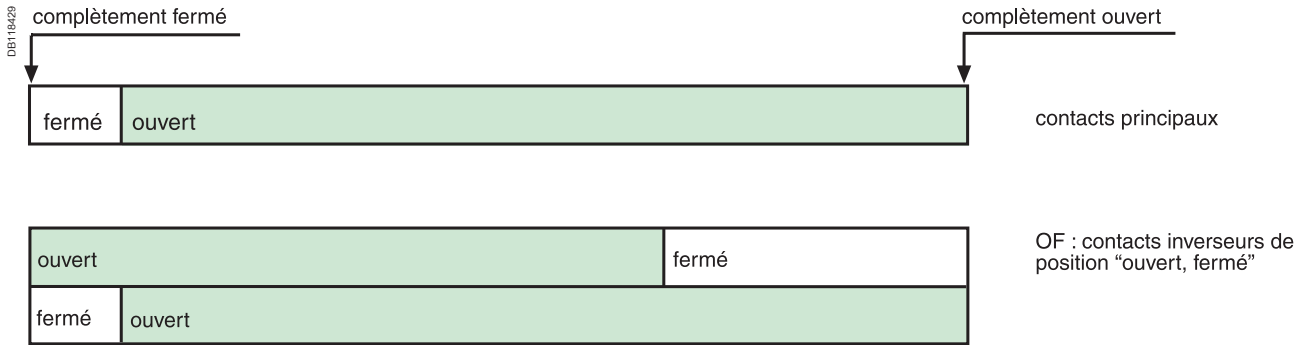 DB118429
complètement fermé
complètement ouvert
fermé
ouvert
contacts principaux
ouvert
fermé
OF : contacts inverseurs de
position “ouvert, fermé”
fermé
ouvert